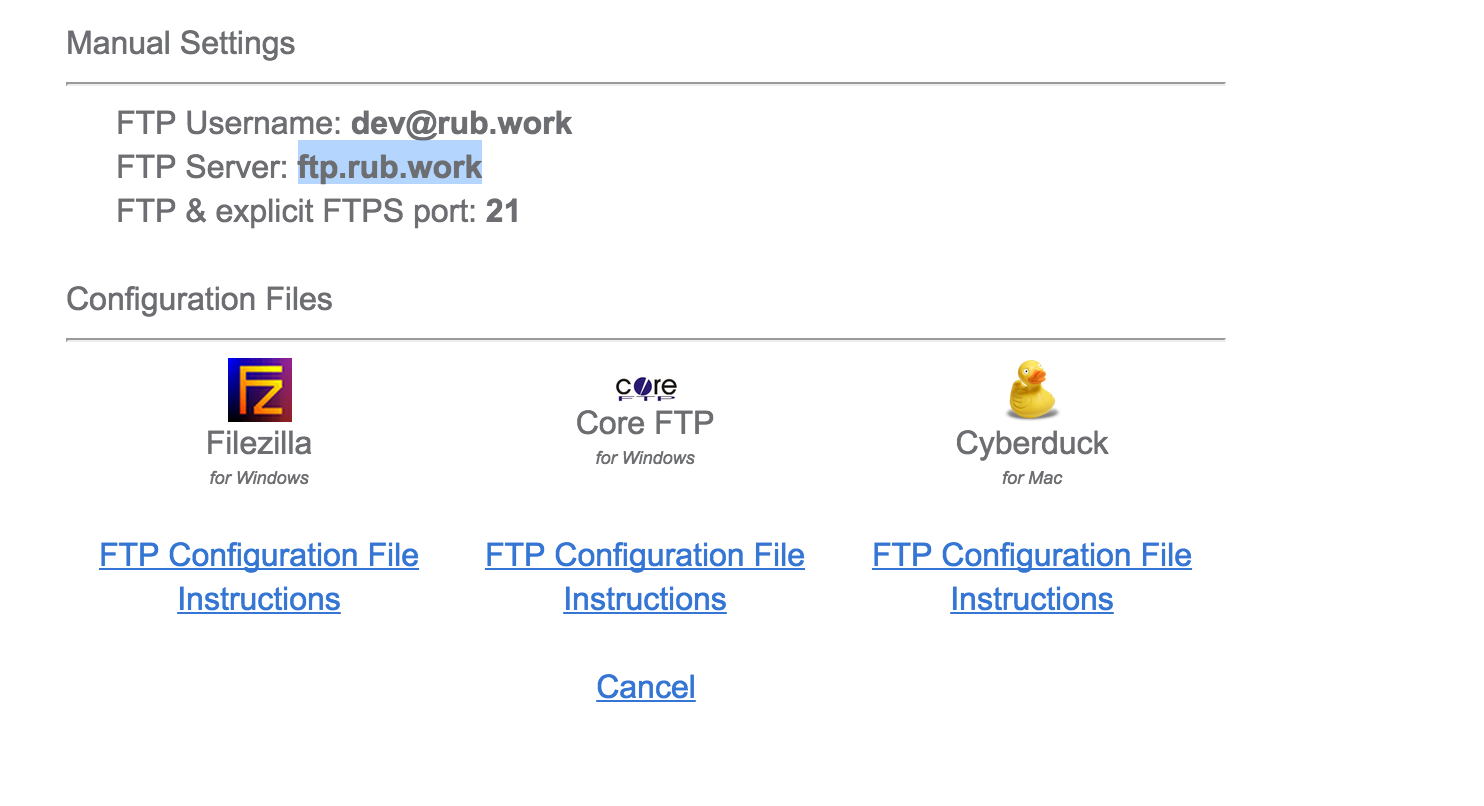 Manual Settings
FTP Username: dev@rub.work
FTP Server: ftp.rub.work
FTP & explicit FTPS port: 21
Configuration Files
FZ
Filezilla
for Windows
core
FTP
Core FTP
for Windows
Cyberduck
for Mac
FTP Configuration File
Instructions
FTP Configuration File
Instructions
FTP Configuration File
Instructions
Cancel